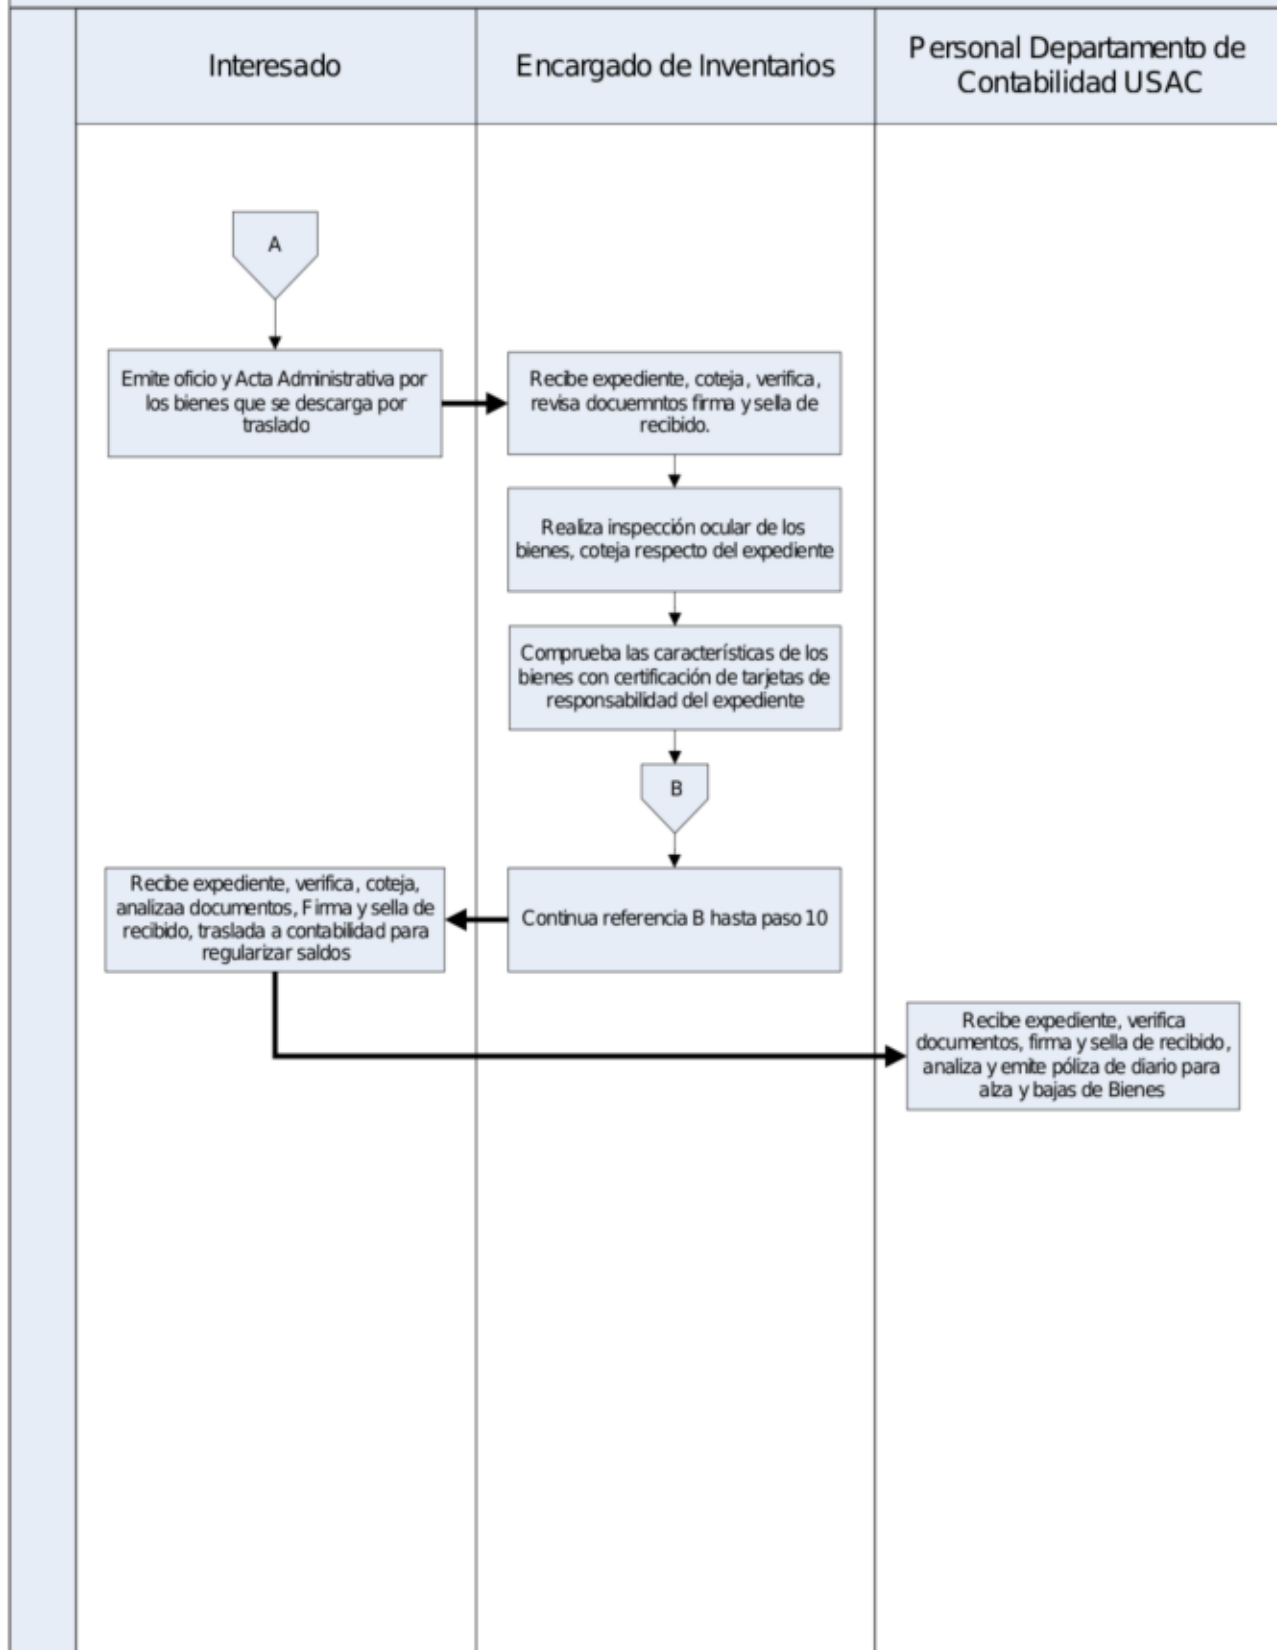 Interesado
Encargado de Inventarios
Personal Departamento de
Contabilidad USAC
A
Emite oficio y Acta Administrativa por
los bienes que se descarga por
traslado
Recibe expediente, coteja, verifica,
revisa docuemntos firma y sella de
recibido.
Realiza inspección ocular de los
bienes, coteja respecto del expediente
Comprueba las características de los
bienes con certificación de tarjetas de
responsabilidad del expediente
B
Recibe expediente, verifica, coteja,
analizaa documentos, Firma y sella de
recibido, traslada a contabilidad para
regularizar saldos
Continua referencia B hasta paso 10
Recibe expediente, verifica
documentos, firma y sella de recibido,
analiza y emite póliza de diario para
alza y bajas de Bienes